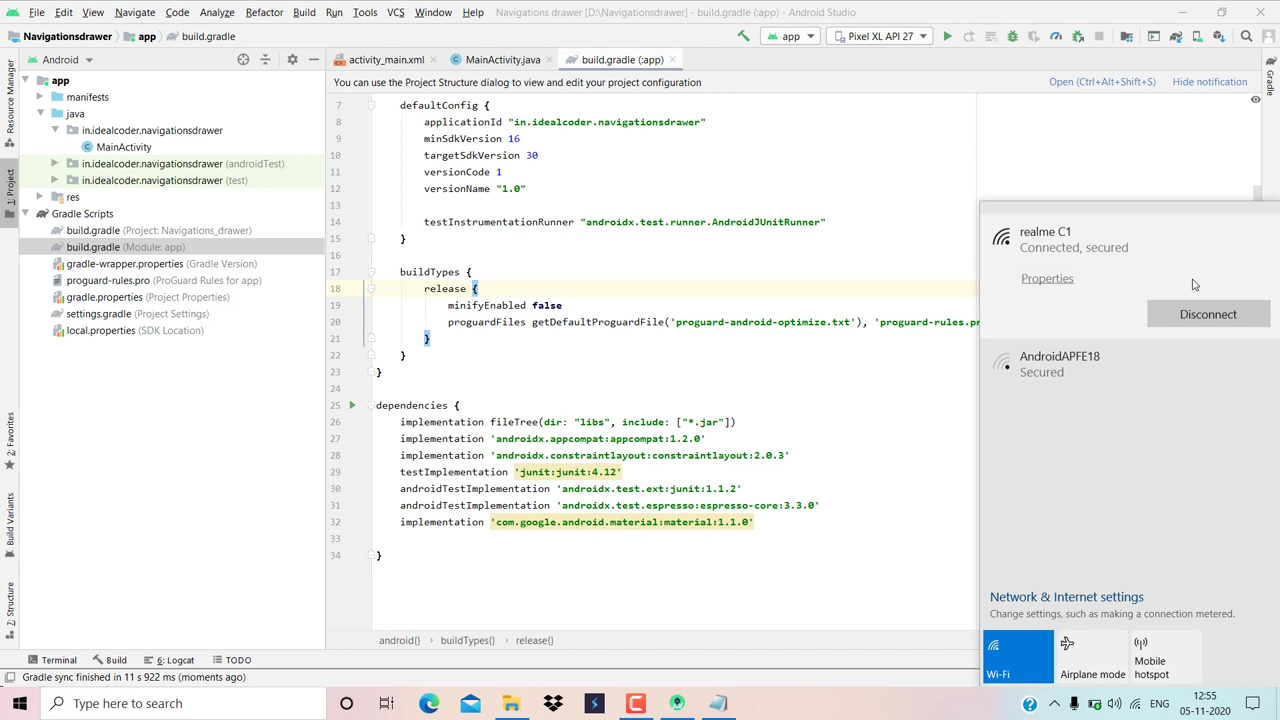 File Edit View Navigate Code Analyze Refactor Build Run Tools VCS Window Help Navigations drawer [D:\Navigationsdrawer] - build.gradle (:app) - Android Studio
Navigationsdrawer app build.gradle app Pixel XL API 27
Android activity_main.xml MainActivity.java build.gradle (:app)
You can use the Project Structure dialog to view and edit your project configuration Open (Ctrl+Alt+Shift+S) Hide notification
Resource Manager
1: Project
2: Favorites
Build Variants
7: Structure
Gradle
app
manifests
java
in.idealcoder.navigationsdrawer
MainActivity
in.idealcoder.navigationsdrawer (androidTest)
in.idealcoder.navigationsdrawer (test)
res
Gradle Scripts
build.gradle (Project: Navigations_drawer)
build.gradle (Module: app)
gradle-wrapper.properties (Gradle Version)
proguard-rules.pro (ProGuard Rules for app)
gradle.properties (Project Properties)
settings.gradle (Project Settings)
local.properties (SDK Location)
7 defaultConfig {
8 applicationId "in.idealcoder.navigationsdrawer"
9 minSdkVersion 16
10 targetSdkVersion 30
11 versionCode 1
12 versionName "1.0"
13
14 testInstrumentationRunner "androidx.test.runner.AndroidJUnitRunner"
15 }
16
17 buildTypes {
18 release {
19 minifyEnabled false
20 proguardFiles getDefaultProguardFile('proguard-android-optimize.txt'), 'proguard-rules.pr
21 }
22 }
23 }
24
25 dependencies {
26 implementation fileTree(dir: "libs", include: ["*.jar"])
27 implementation 'androidx.appcompat:appcompat:1.2.0'
28 implementation 'androidx.constraintlayout:constraintlayout:2.0.3'
29 testImplementation 'junit:junit:4.12'
30 androidTestImplementation 'androidx.test.ext:junit:1.1.2'
31 androidTestImplementation 'androidx.test.espresso:espresso-core:3.3.0'
32 implementation 'com.google.android.material:material:1.1.0'
33
34 }
android{} buildTypes{} release{}
realme C1
Connected, secured
Properties
Disconnect
AndroidAPFE18
Secured
Network & Internet settings
Change settings, such as making a connection metered.
Wi-Fi
Airplane mode
Mobile hotspot
Terminal Build 6: Logcat TODO
Gradle sync finished in 11 s 922 ms (moments ago)
Type here to search
ENG
12:55
05-11-2020